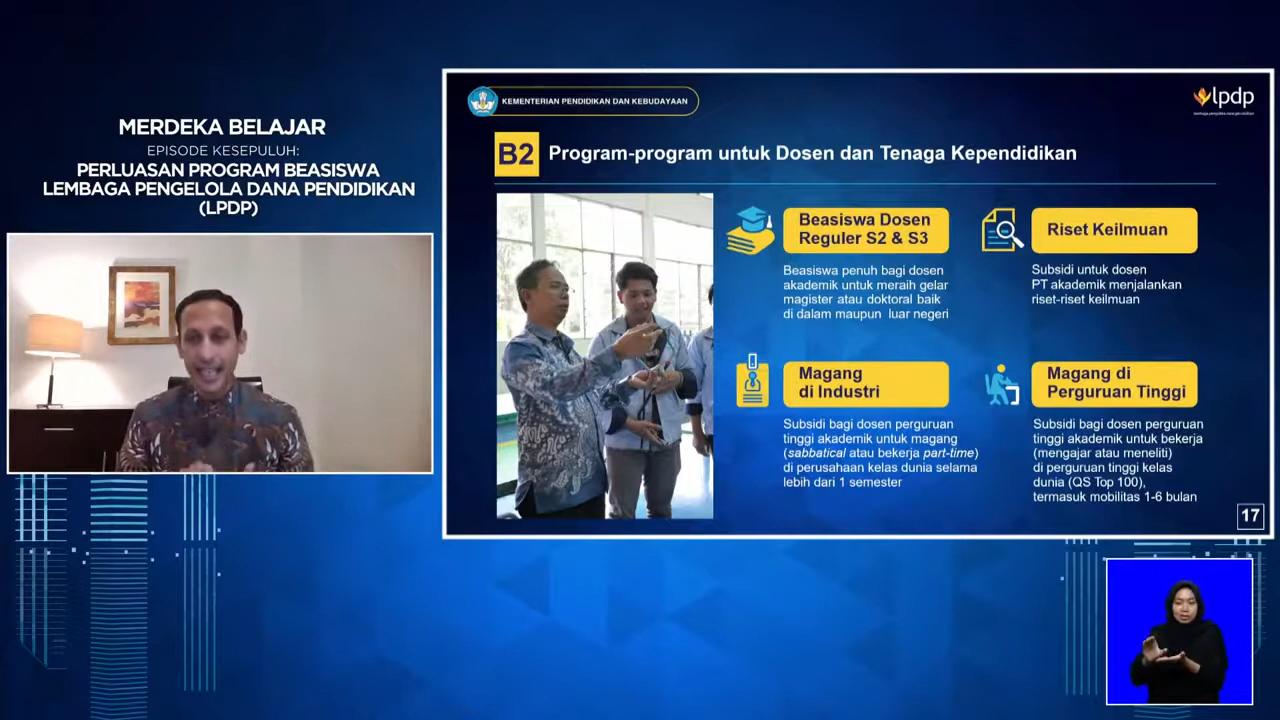 MERDEKA BELAJAR
EPISODE KESEPULUH:
PERLUASAN PROGRAM BEASISWA
LEMBAGA PENGELOLA DANA PENDIDIKAN
(LPDP)
KEMENTERIAN PENDIDIKAN DAN KEBUDAYAAN
lpdp
lembaga pengelola dana pendidikan
B2 Program-program untuk Dosen dan Tenaga Kependidikan
Beasiswa Dosen
Reguler S2 & S3
Beasiswa penuh bagi dosen
akademik untuk meraih gelar
magister atau doktoral baik
di dalam maupun luar negeri
Riset Keilmuan
Subsidi untuk dosen
PT akademik menjalankan
riset-riset keilmuan
Magang
di Industri
Subsidi bagi dosen perguruan
tinggi akademik untuk magang
(sabbatical atau bekerja part-time)
di perusahaan kelas dunia selama
lebih dari 1 semester
Magang di
Perguruan Tinggi
Subsidi bagi dosen perguruan
tinggi akademik untuk bekerja
(mengajar atau meneliti)
di perguruan tinggi kelas
dunia (QS Top 100),
termasuk mobilitas 1-6 bulan
17